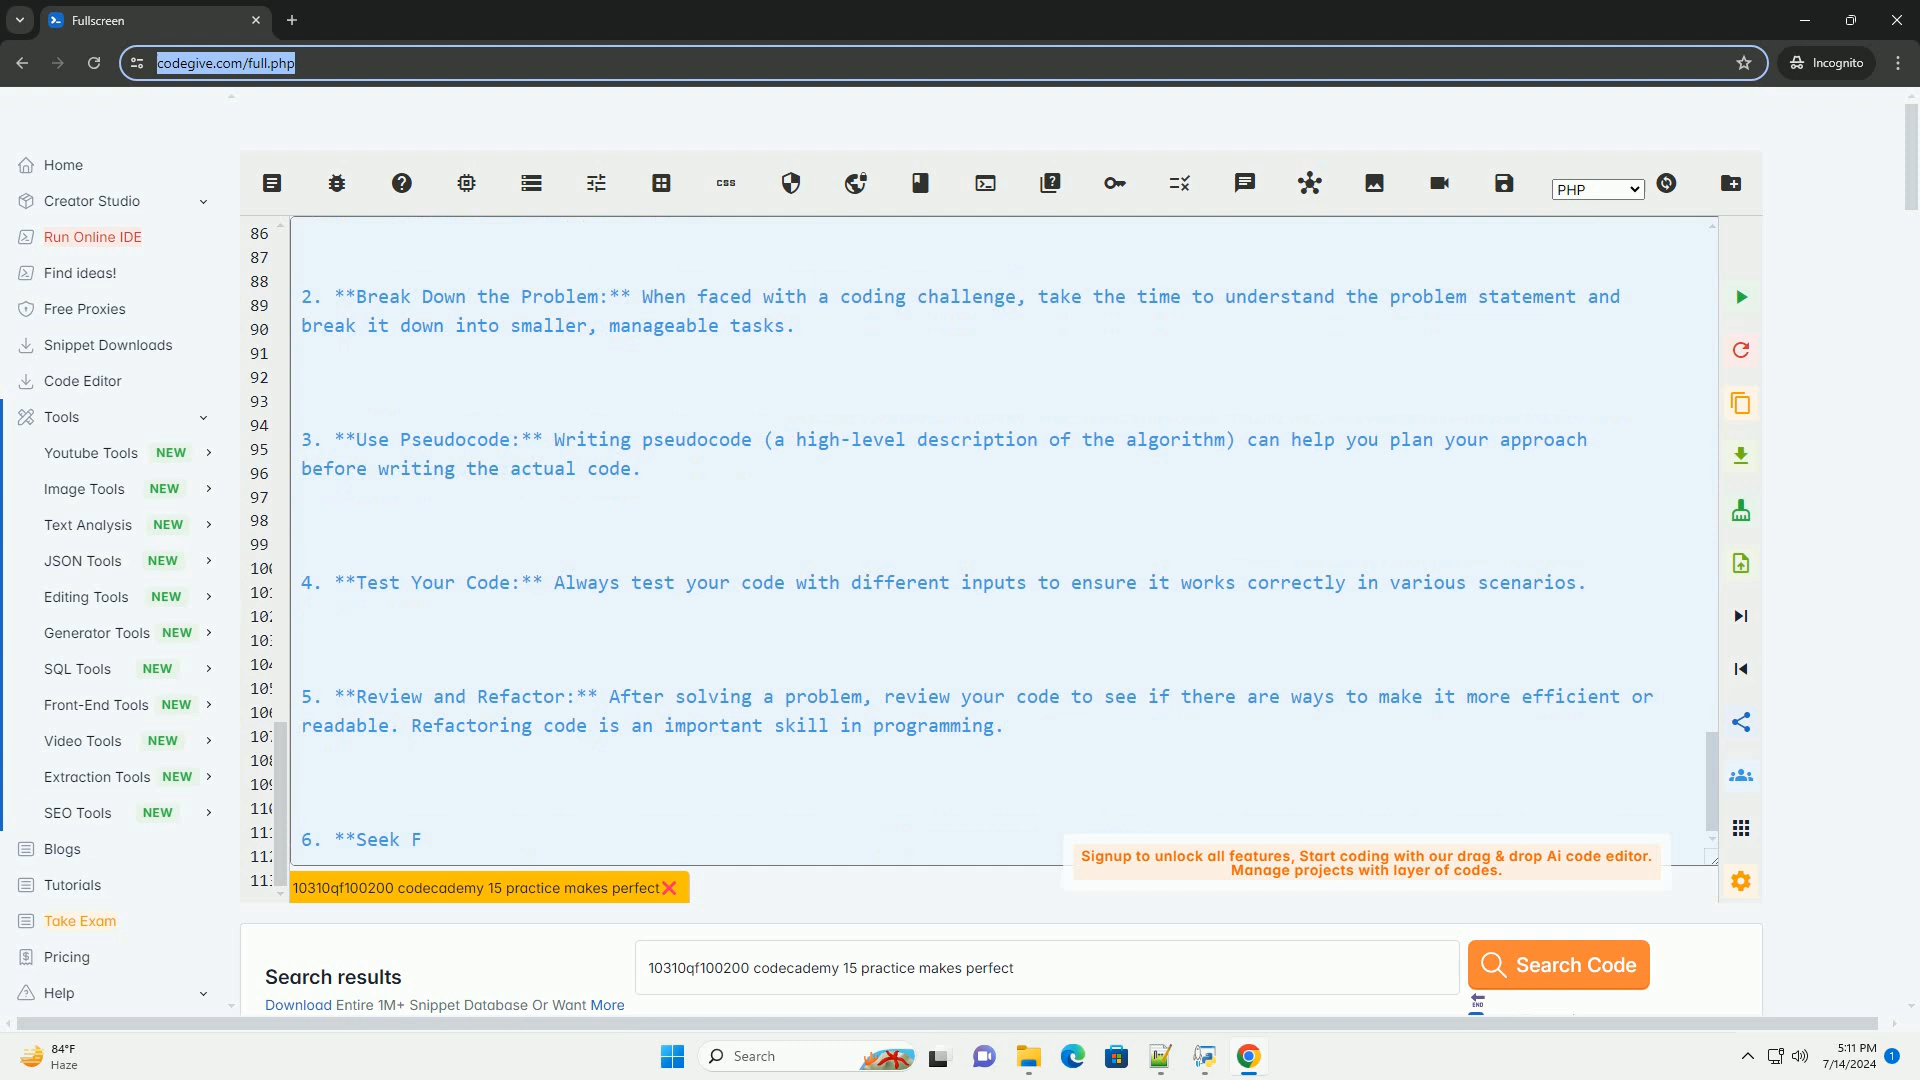 Fullscreen
codegive.com/full.php
Incognito
Home
Creator Studio
Run Online IDE
Find ideas!
Free Proxies
Snippet Downloads
Code Editor
Tools
Youtube Tools NEW
Image Tools NEW
Text Analysis NEW
JSON Tools NEW
Editing Tools NEW
Generator Tools NEW
SQL Tools NEW
Front-End Tools NEW
Video Tools NEW
Extraction Tools NEW
SEO Tools NEW
Blogs
Tutorials
Take Exam
Pricing
Help
css
PHP
86
87
88
89
90
91
92
93
94
95
96
97
98
99
2. **Break Down the Problem:** When faced with a coding challenge, take the time to understand the problem statement and
break it down into smaller, manageable tasks.
3. **Use Pseudocode:** Writing pseudocode (a high-level description of the algorithm) can help you plan your approach
before writing the actual code.
4. **Test Your Code:** Always test your code with different inputs to ensure it works correctly in various scenarios.
5. **Review and Refactor:** After solving a problem, review your code to see if there are ways to make it more efficient or
readable. Refactoring code is an important skill in programming.
6. **Seek F
Signup to unlock all features, Start coding with our drag & drop Ai code editor.
Manage projects with layer of codes.
10310qf100200 codecademy 15 practice makes perfect
Search results
10310qf100200 codecademy 15 practice makes perfect
Search Code
Download Entire 1M+ Snippet Database Or Want More
END
84°F
Haze
Search
5:11 PM
7/14/2024
1